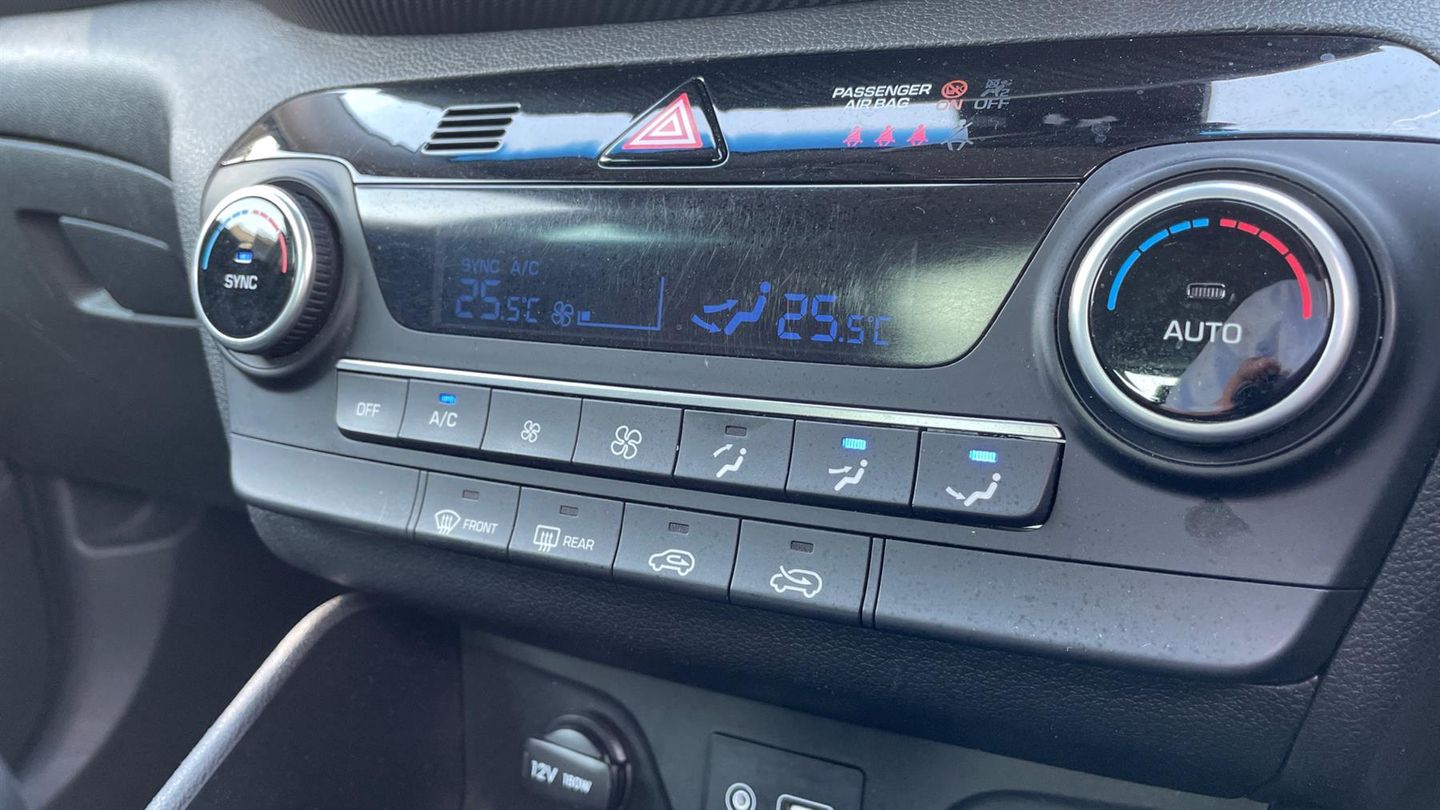 PASSENGER
AIR BAG ON OFF
SYNC A/C
25.5°C 25.5°C
SYNC
AUTO
OFF A/C
FRONT REAR
12V 180W